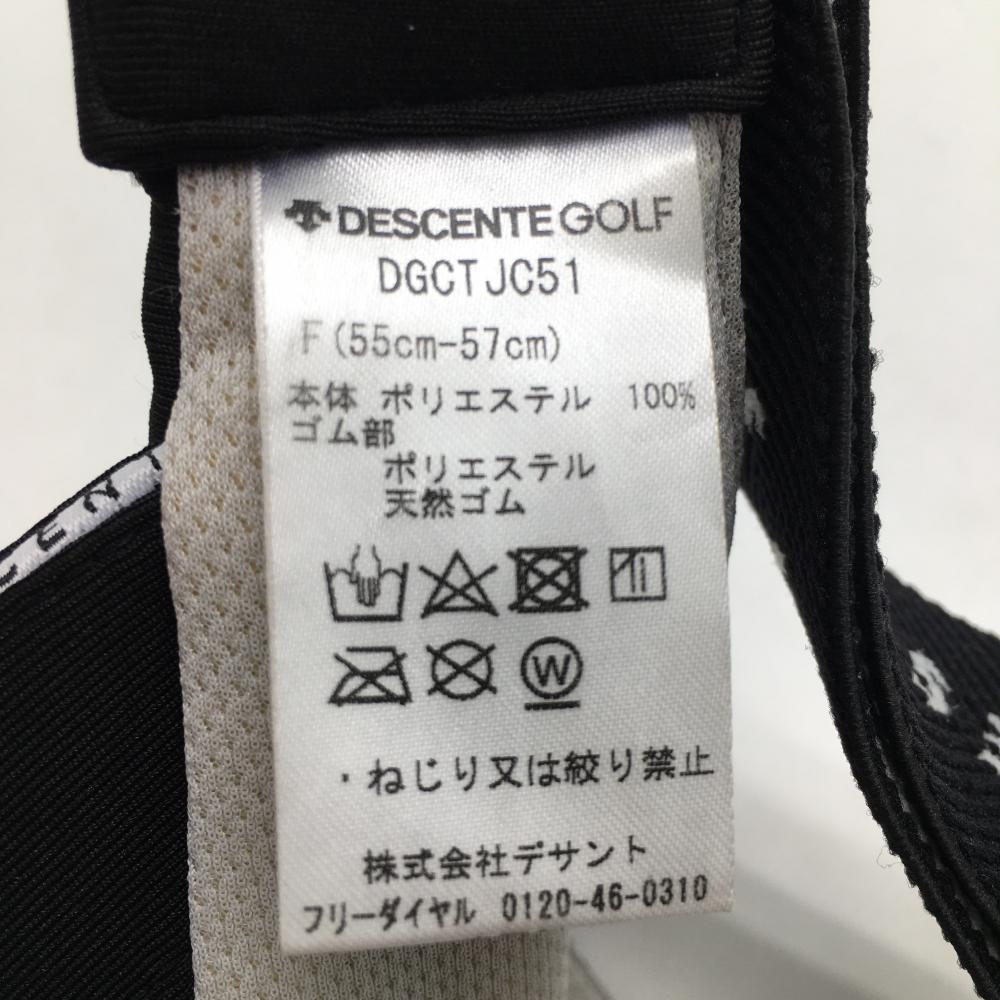 DESCENTE GOLF
DGCTJC51
F(55cm-57cm)
本体 ポリエステル 100%
ゴム部
ポリエステル
天然ゴム
W
・ねじり又は絞り禁止
株式会社デサント
フリーダイヤル 0120-46-0310